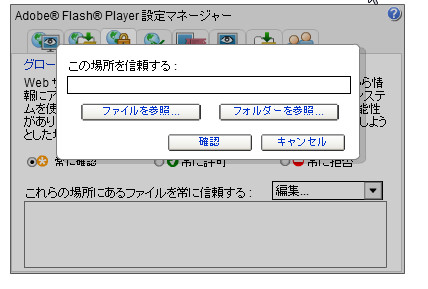 Adobe® Flash® Player 設定マネージャー
グロー
この場所を信頼する :
Web
ら情
報にア
ステ
ムを使
能性
があり
しよう
とした
ファイルを参照...
フォルダーを参照...
確認
キャンセル
常に確認
常に許可
常に拒否
これらの場所にあるファイルを常に信頼する :
編集...